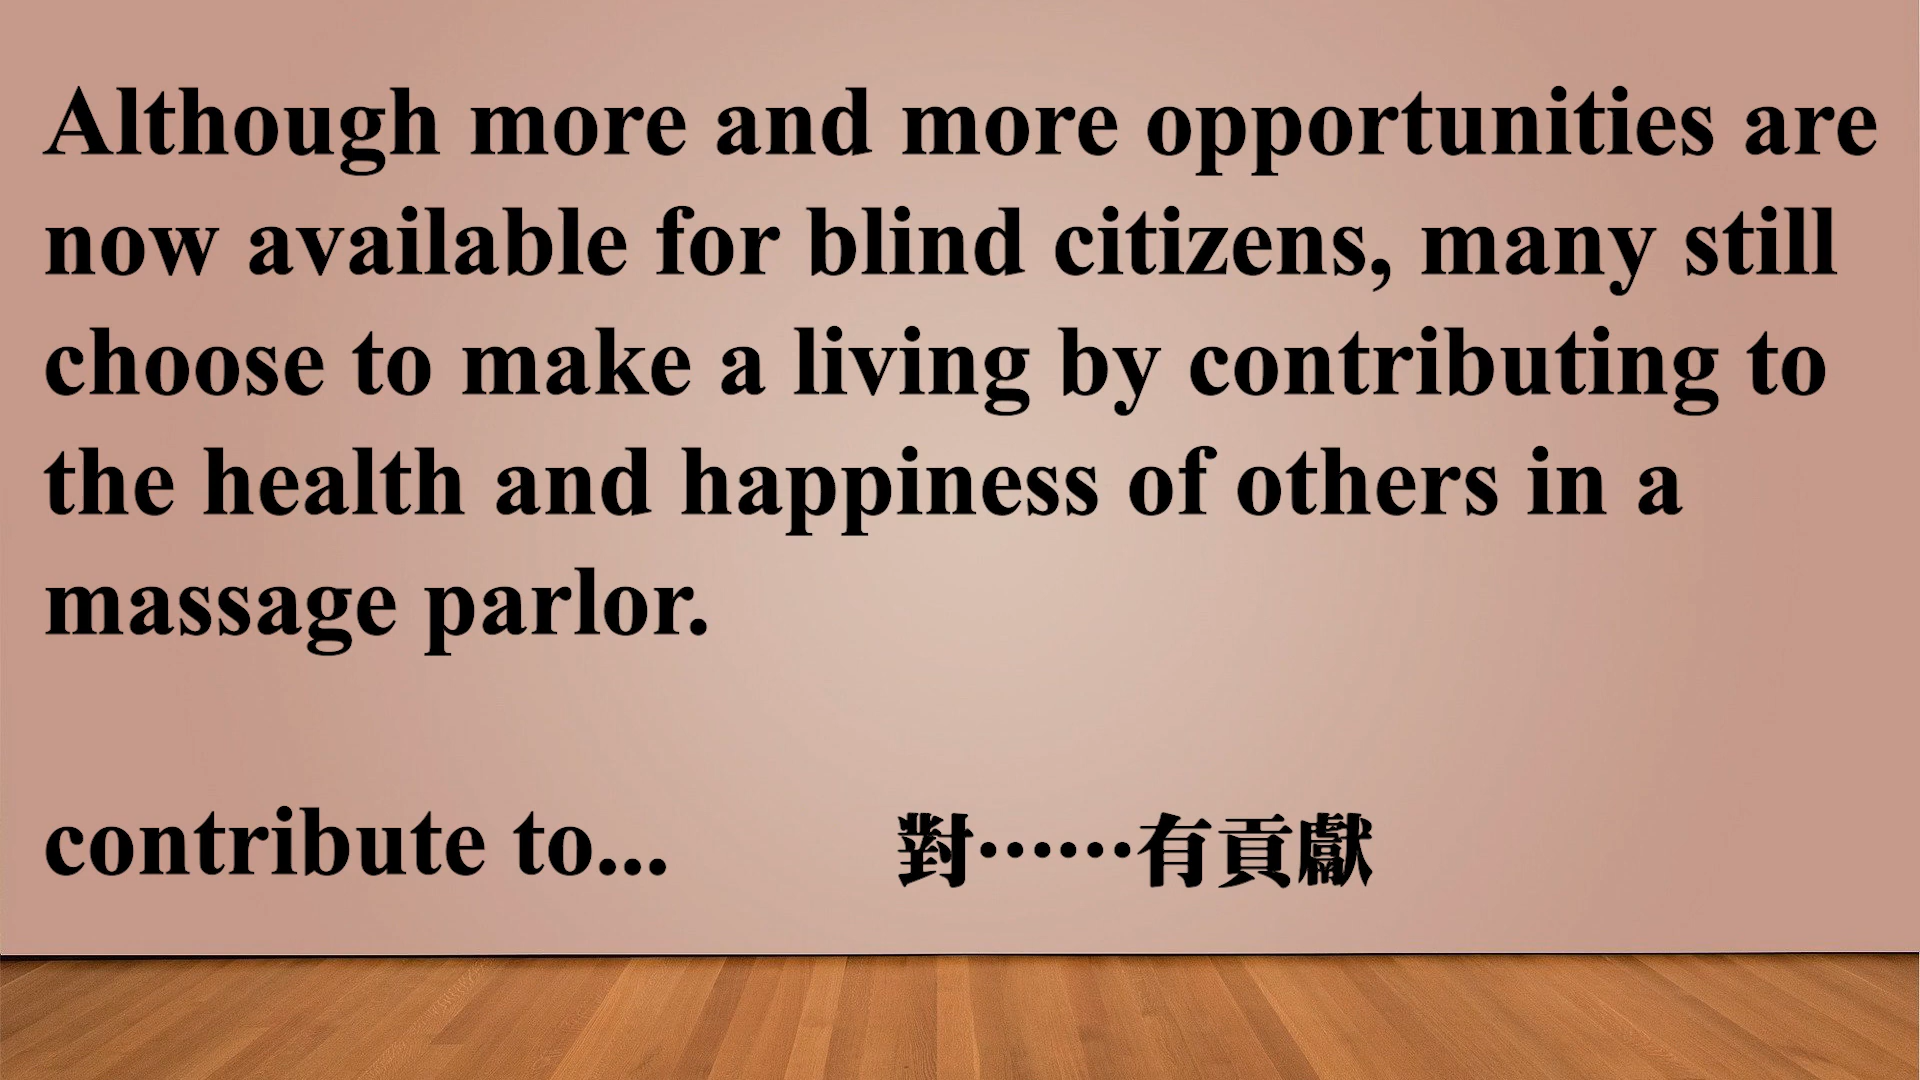 Although more and more opportunities are
now available for blind citizens, many still
choose to make a living by contributing to
the health and happiness of others in a
massage parlor.
contribute to... 對⋯⋯有貢獻